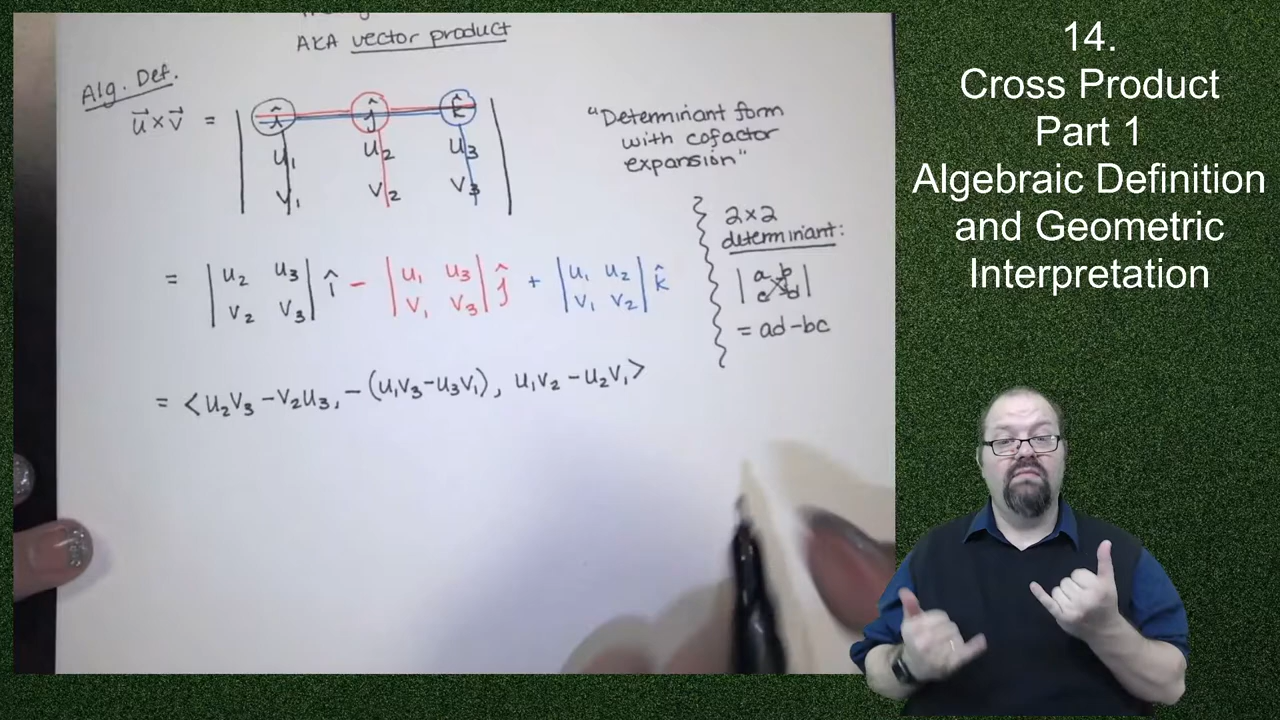 AKA vector product
Alg. Def.
u⃗ × v⃗ = | î ĵ k̂ |
u₁ u₂ u₃
v₁ v₂ v₃
"Determinant form
with cofactor
expansion"
2×2
determinant:
|a b|
|c d|
= ad-bc
= |u₂ u₃| î - |u₁ u₃| ĵ + |u₁ u₂| k̂
|v₂ v₃| |v₁ v₃| |v₁ v₂|
= <u₂v₃ - v₂u₃, -(u₁v₃-u₃v₁), u₁v₂ - u₂v₁>
14.
Cross Product
Part 1
Algebraic Definition
and Geometric
Interpretation